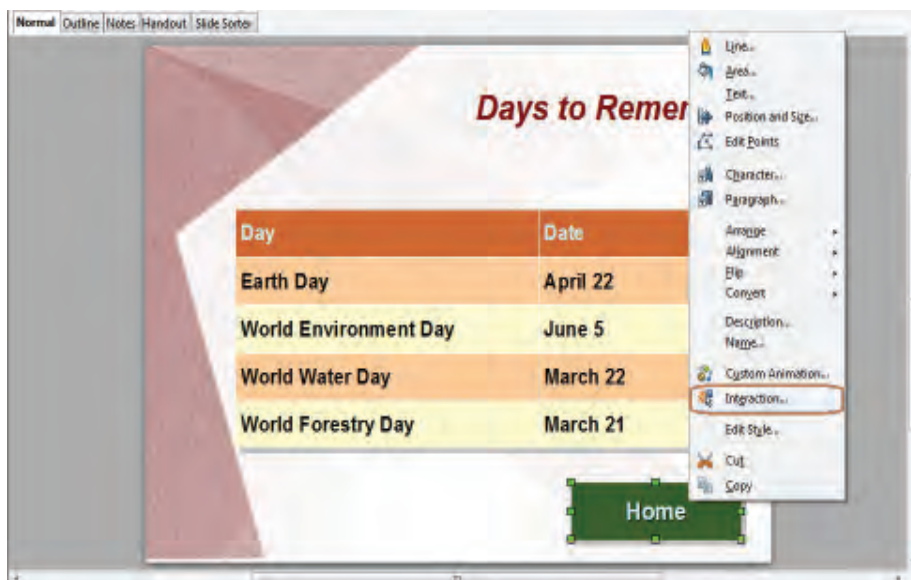 Normal Outline Notes Handout Slide Sorter
Days to Remem
Day Date
Earth Day April 22
World Environment Day June 5
World Water Day March 22
World Forestry Day March 21
Home
Line...
Area...
Text...
Position and Size...
Edit Points
Character...
Paragraph...
Arrange
Alignment
Flip
Convert
Description...
Name...
Custom Animation...
Interaction...
Edit Style...
Cut
Copy